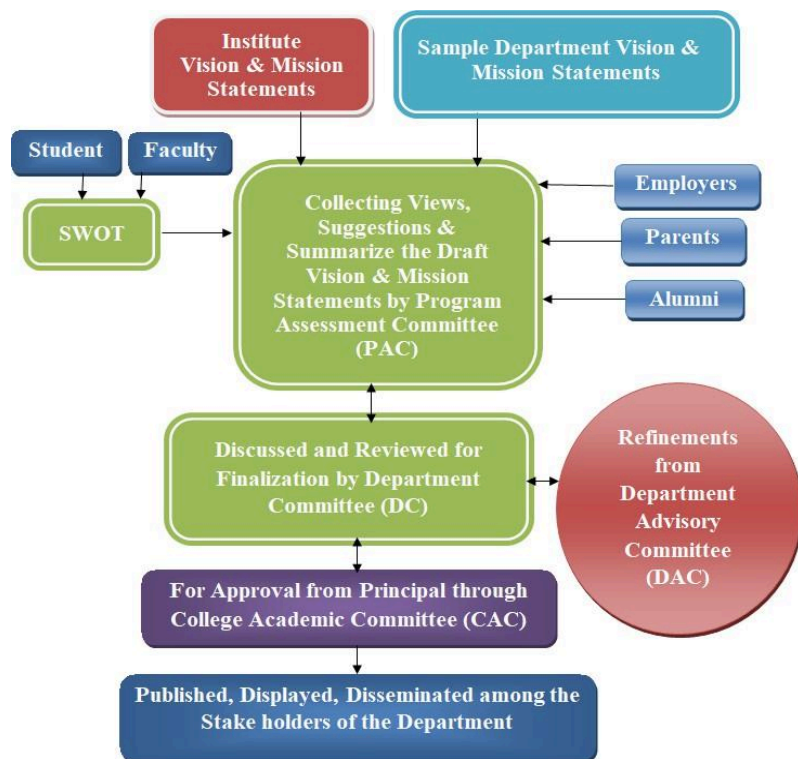 Institute
Vision & Mission
Statements
Sample Department Vision &
Mission Statements
Student
Faculty
SWOT
Collecting Views,
Suggestions &
Summarize the Draft
Vision & Mission
Statements by Program
Assessment Committee
(PAC)
Employers
Parents
Alumni
Discussed and Reviewed for
Finalization by Department
Committee (DC)
Refinements
from
Department
Advisory
Committee
(DAC)
For Approval from Principal through
College Academic Committee (CAC)
Published, Displayed, Disseminated among the
Stake holders of the Department